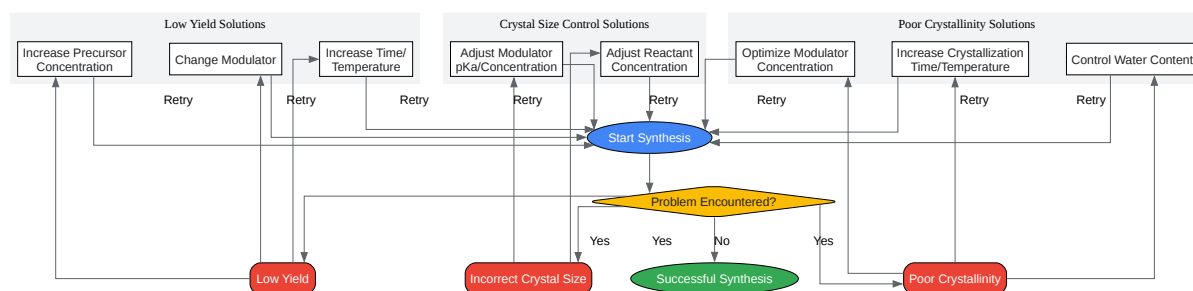 Low Yield Solutions
Crystal Size Control Solutions
Poor Crystallinity Solutions
Increase Precursor
Concentration
Change Modulator
Increase Time/
Temperature
Adjust Modulator
pKa/Concentration
Adjust Reactant
Concentration
Optimize Modulator
Concentration
Increase Crystallization
Time/Temperature
Control Water Content
Retry
Retry
Retry
Retry
Retry
Retry
Retry
Retry
Start Synthesis
Problem Encountered?
Yes
Yes
No
Yes
Low Yield
Incorrect Crystal Size
Successful Synthesis
Poor Crystallinity